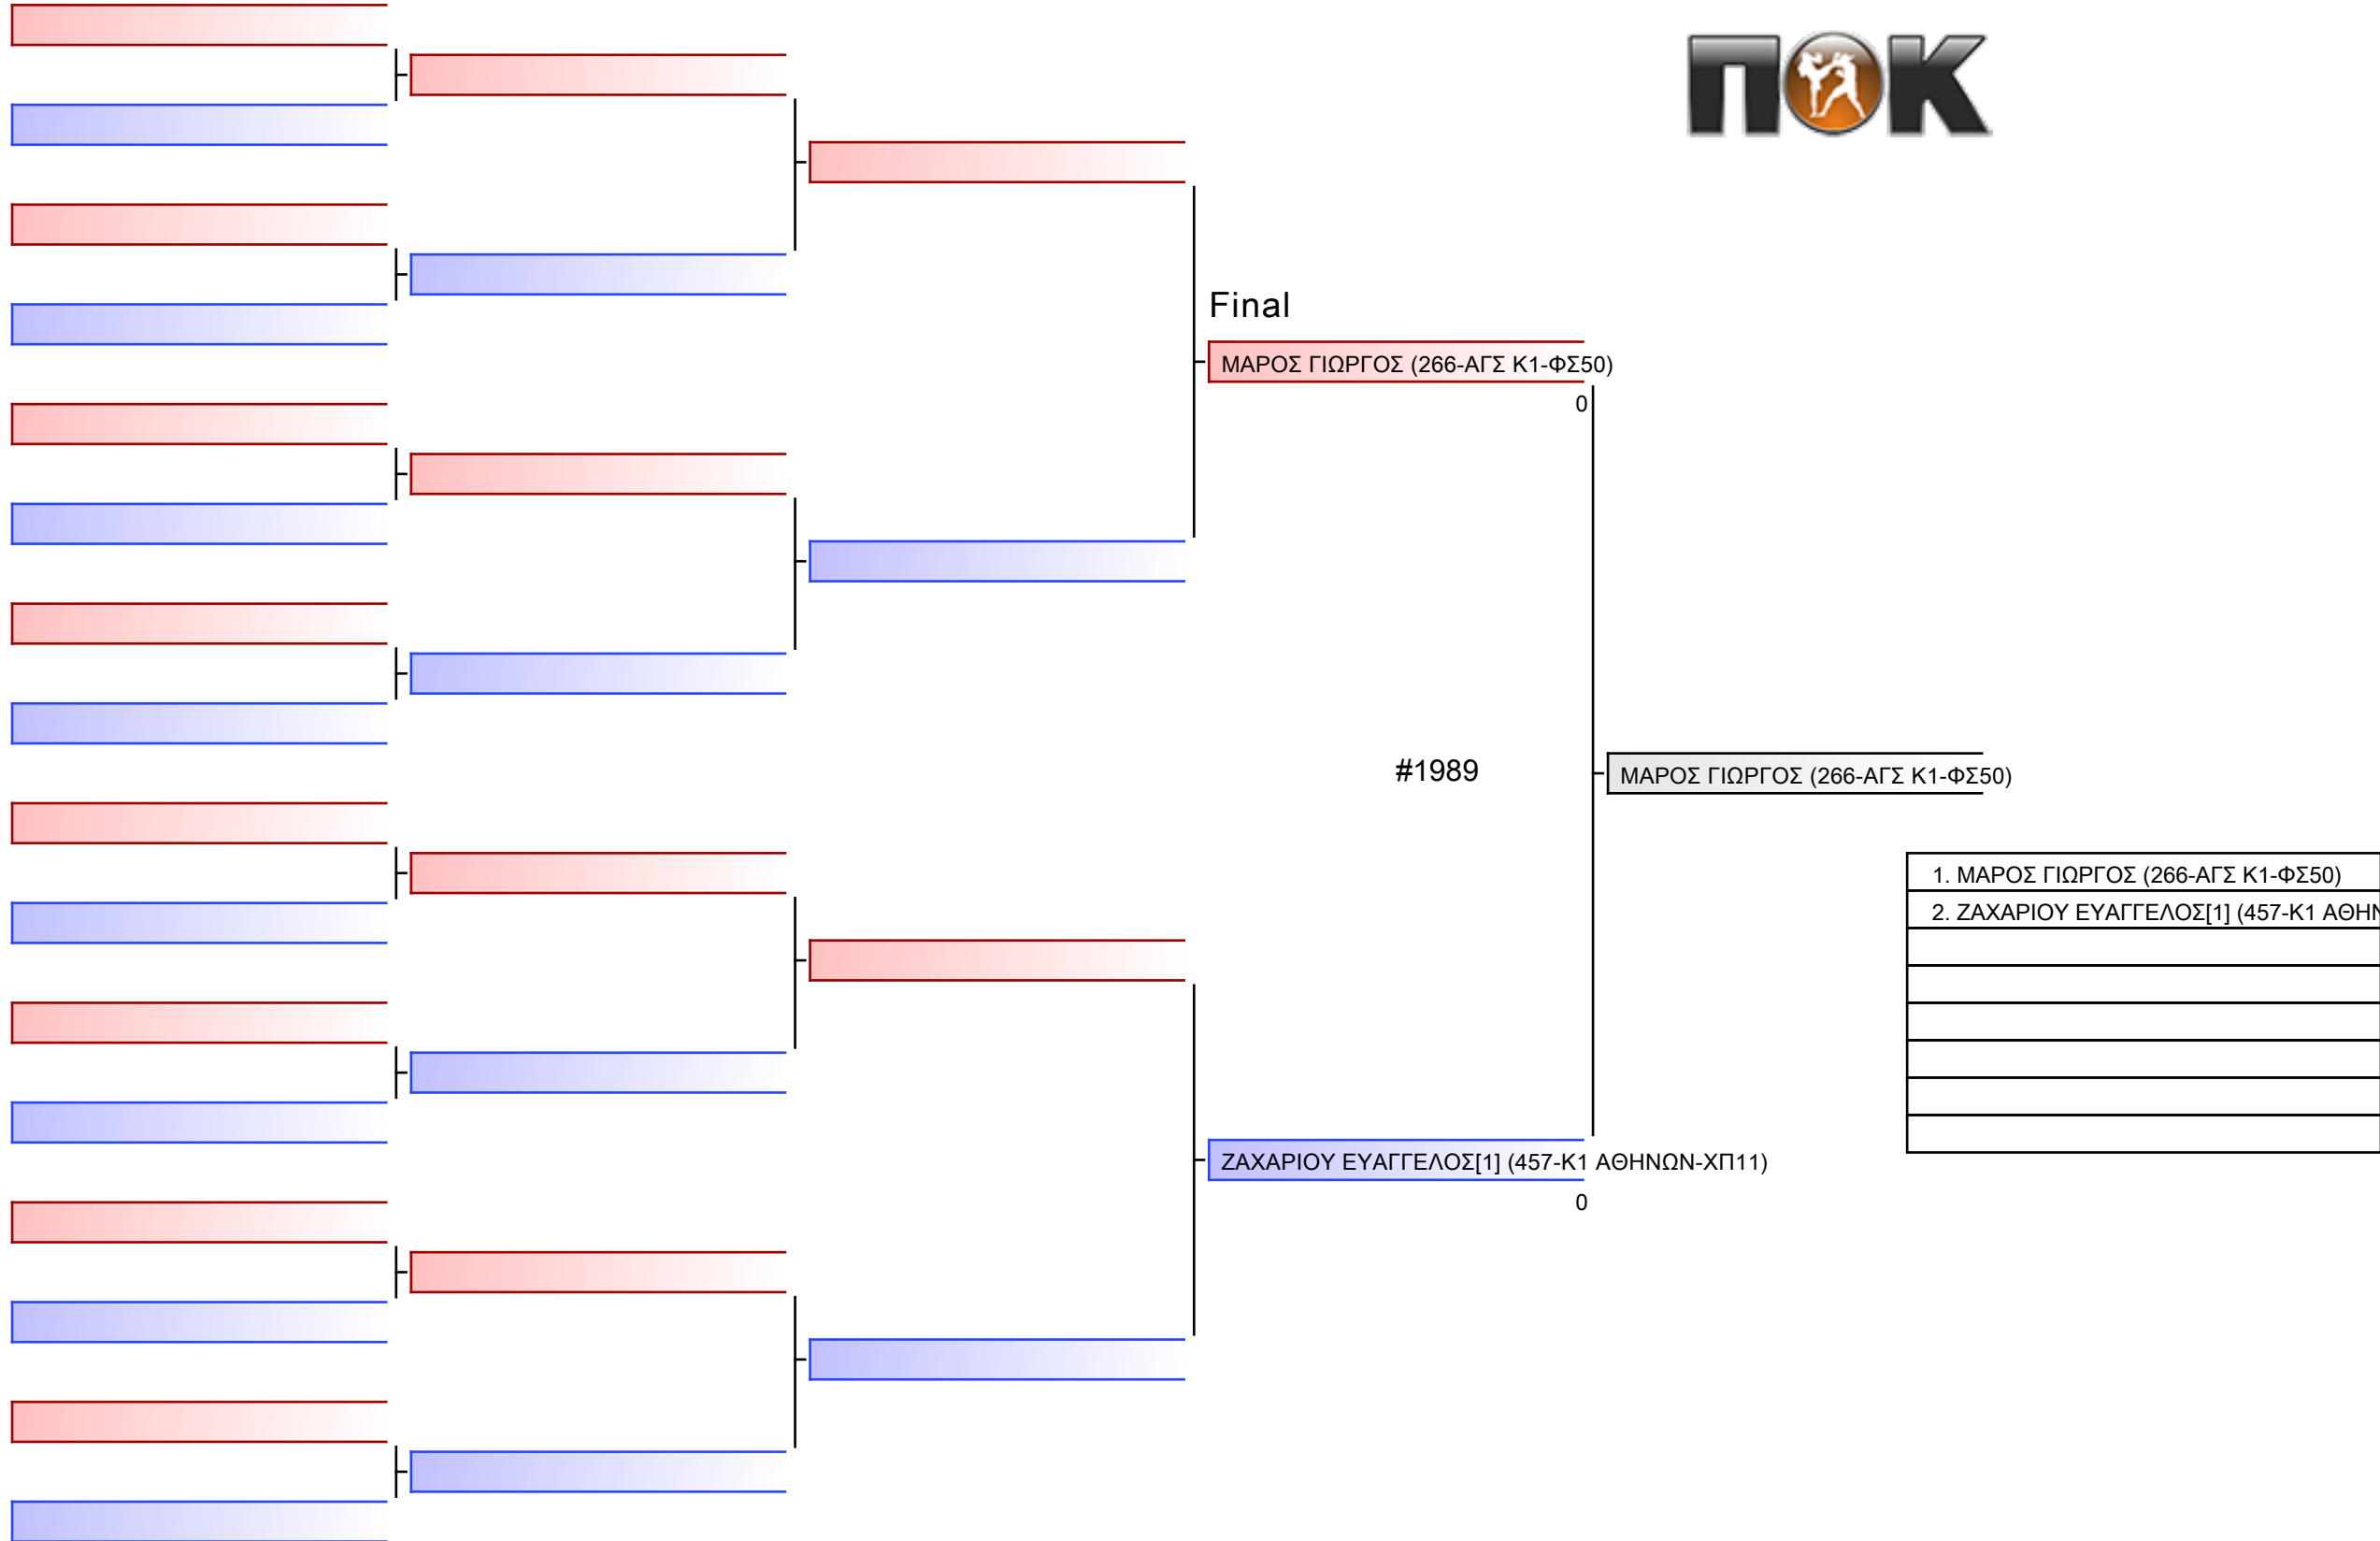 ΠΟΚ
Final
ΜΑΡΟΣ ΓΙΩΡΓΟΣ (266-ΑΓΣ Κ1-ΦΣ50)
0
#1989
ΜΑΡΟΣ ΓΙΩΡΓΟΣ (266-ΑΓΣ Κ1-ΦΣ50)
1. ΜΑΡΟΣ ΓΙΩΡΓΟΣ (266-ΑΓΣ Κ1-ΦΣ50)
2. ΖΑΧΑΡΙΟΥ ΕΥΑΓΓΕΛΟΣ[1] (457-Κ1 ΑΘΗΝ
ΖΑΧΑΡΙΟΥ ΕΥΑΓΓΕΛΟΣ[1] (457-Κ1 ΑΘΗΝΩΝ-ΧΠ11)
0